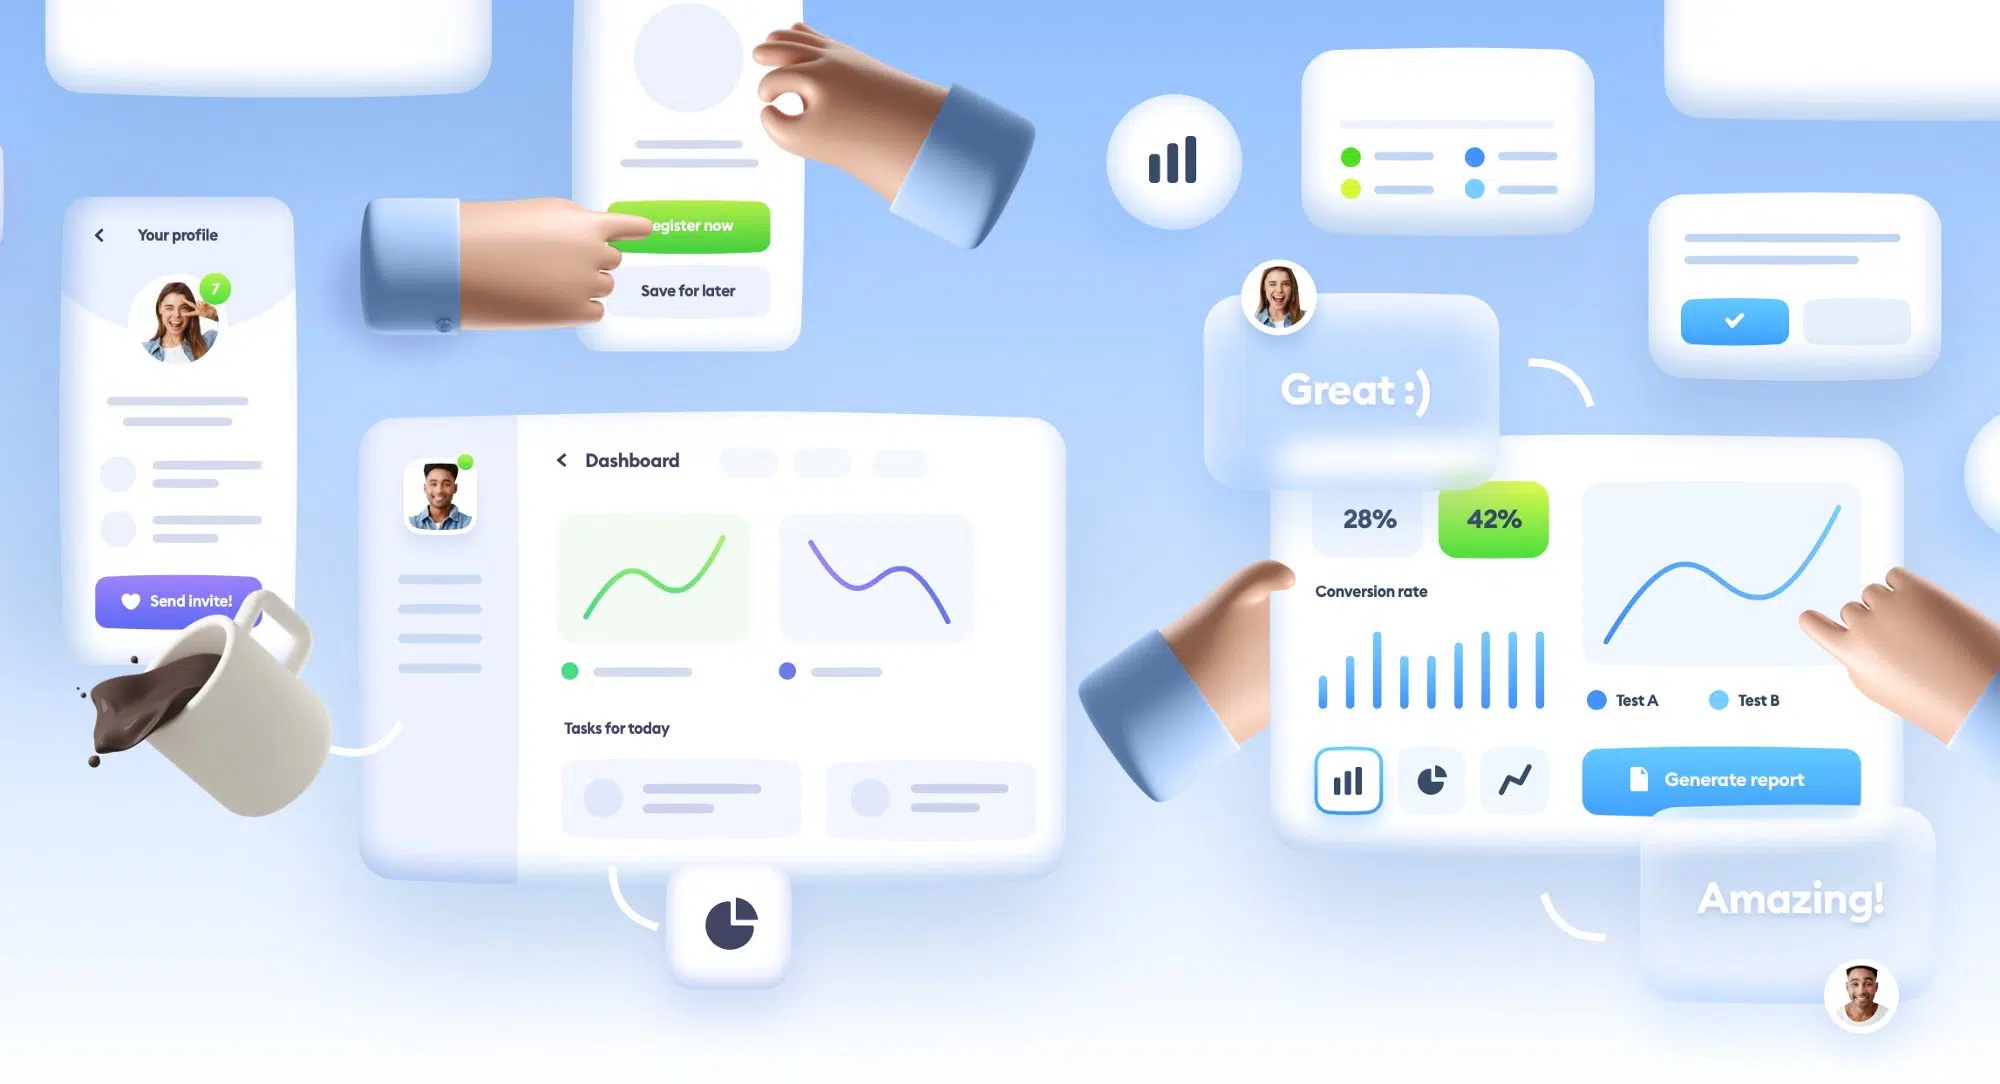 Your profile
7
Send invite!
egister now
Save for later
Dashboard
Tasks for today
Great :)
28%
42%
Conversion rate
Test A
Test B
Generate report
Amazing!